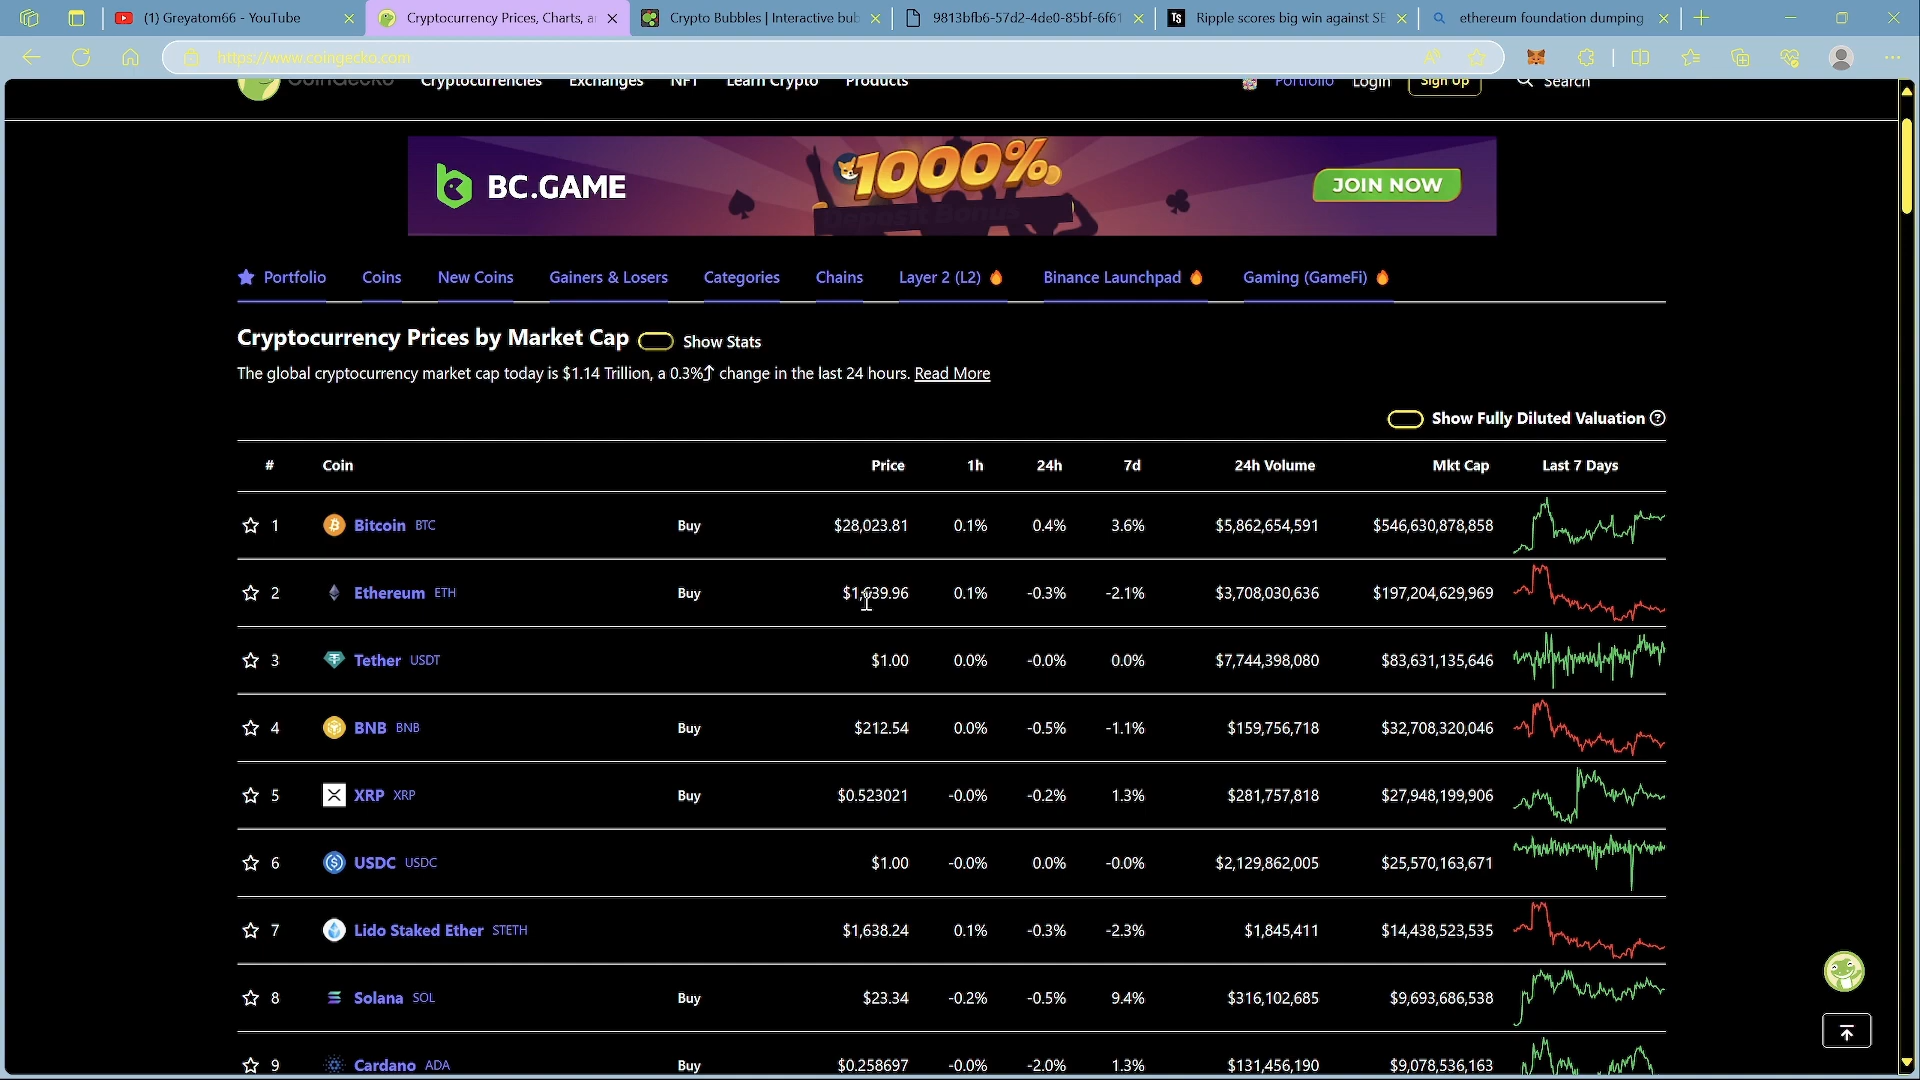 (1) Greyatom66 - YouTube
Cryptocurrency Prices, Charts, a
Crypto Bubbles | Interactive bub
9813bfb6-57d2-4de0-85bf-6f61
Ripple scores big win against SE
ethereum foundation dumping
https://www.coingecko.com
Cryptocurrencies Exchanges NFT Learn Crypto Products Portfolio Login Sign Up Search
BC.GAME 1000% JOIN NOW
Deposit Bonus
Portfolio Coins New Coins Gainers & Losers Categories Chains Layer 2 (L2) Binance Launchpad Gaming (GameFi)
Cryptocurrency Prices by Market Cap Show Stats
The global cryptocurrency market cap today is $1.14 Trillion, a 0.3% change in the last 24 hours. Read More
Show Fully Diluted Valuation
# Coin Price 1h 24h 7d 24h Volume Mkt Cap Last 7 Days
1 Bitcoin BTC Buy $28,023.81 0.1% 0.4% 3.6% $5,862,654,591 $546,630,878,858
2 Ethereum ETH Buy $1,639.96 0.1% -0.3% -2.1% $3,708,030,636 $197,204,629,969
3 Tether USDT $1.00 0.0% -0.0% 0.0% $7,744,398,080 $83,631,135,646
4 BNB BNB Buy $212.54 0.0% -0.5% -1.1% $159,756,718 $32,708,320,046
5 XRP XRP Buy $0.523021 -0.0% -0.2% 1.3% $281,757,818 $27,948,199,906
6 USDC USDC $1.00 -0.0% 0.0% -0.0% $2,129,862,005 $25,570,163,671
7 Lido Staked Ether STETH $1,638.24 0.1% -0.3% -2.3% $1,845,411 $14,438,523,535
8 Solana SOL Buy $23.34 -0.2% -0.5% 9.4% $316,102,685 $9,693,686,538
9 Cardano ADA Buy $0.258697 -0.0% -2.0% 1.3% $131,456,190 $9,078,536,163